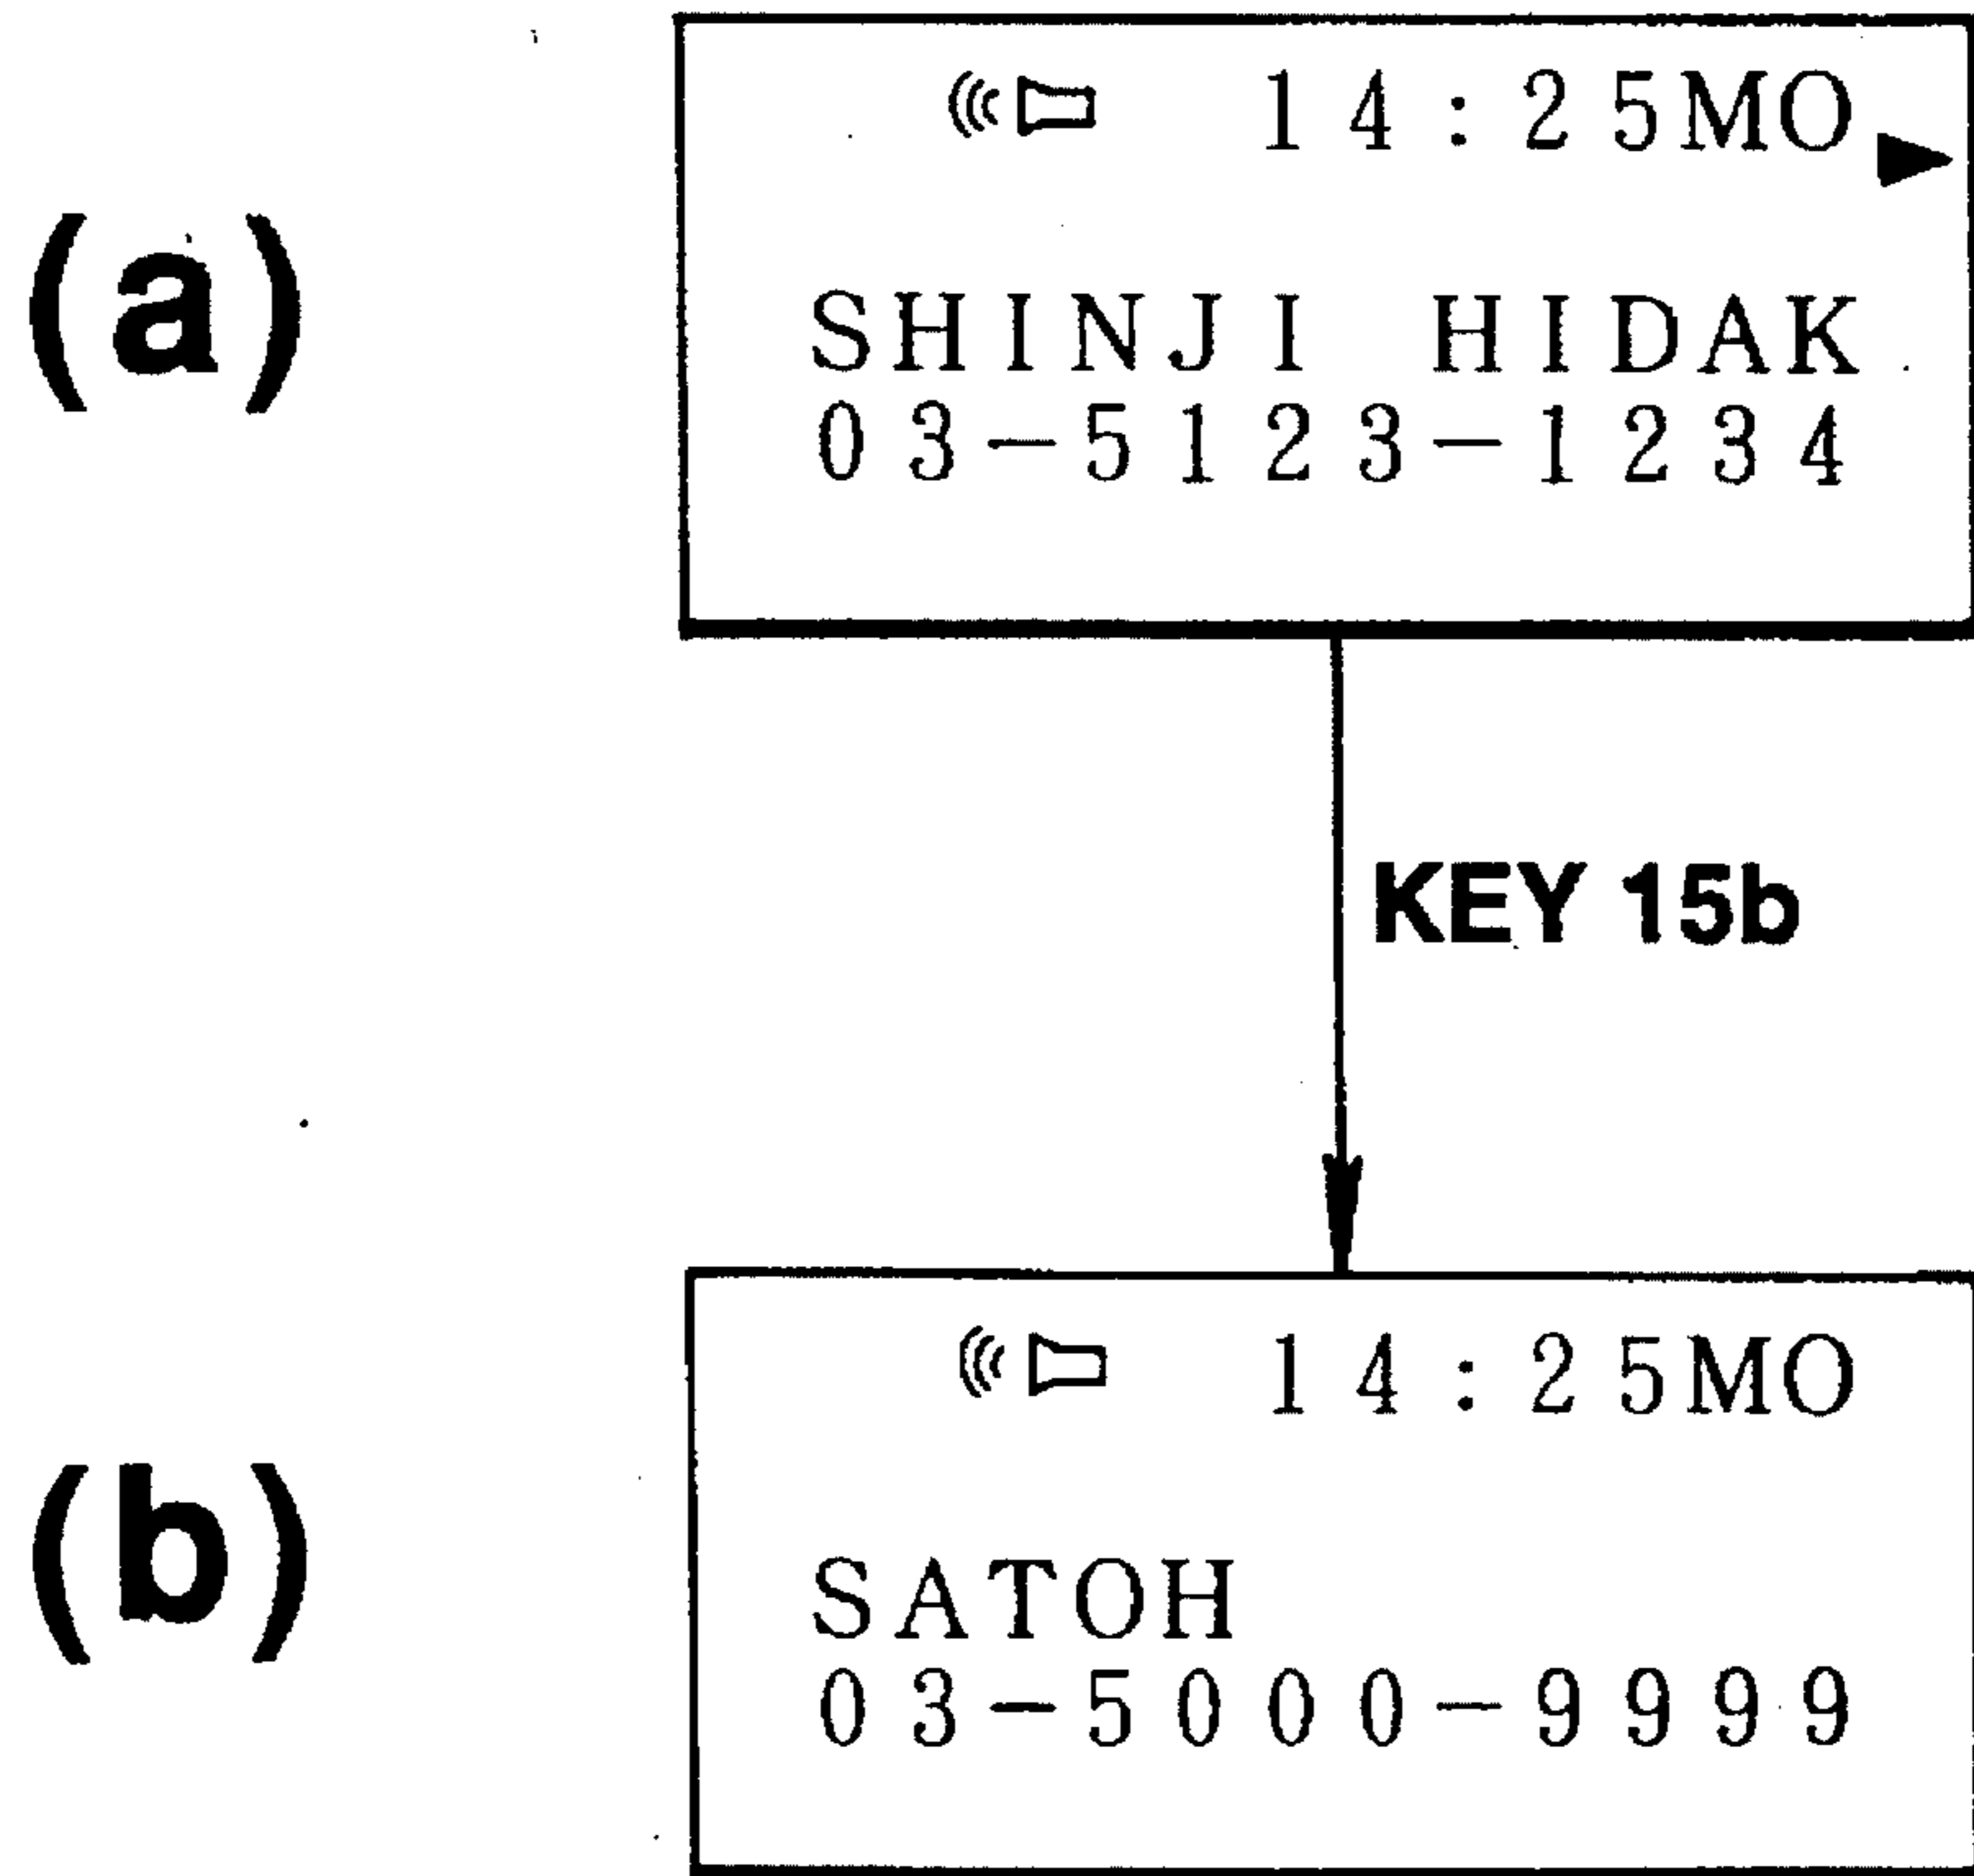 (a)
14:25MO
SHINJI HIDAK
03-5123-1234
KEY 15b
(b)
14:25MO
SATOH
03-5000-9999